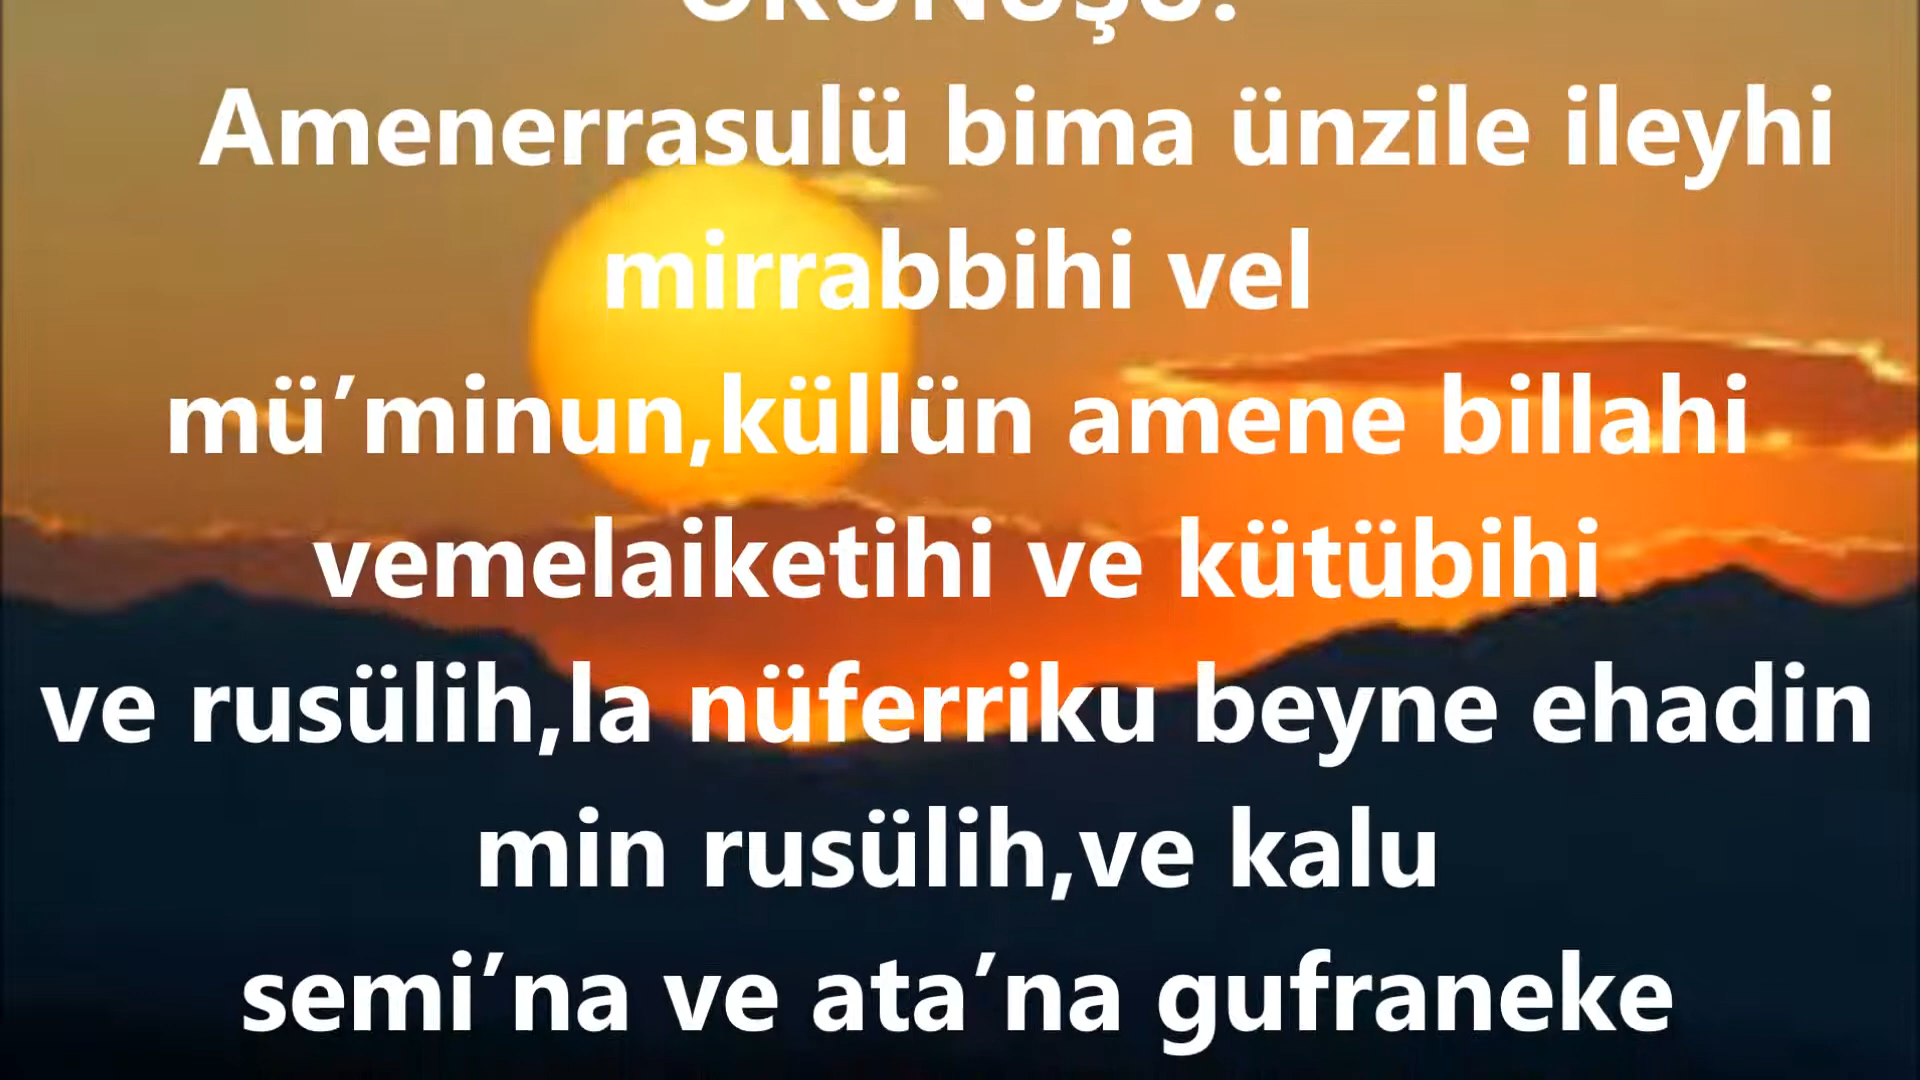 OKUNUŞU:
Amenerrasulü bima ünzile ileyhi
mirrabbihi vel
mü’minun,küllün amene billahi
vemelaiketihi ve kütübihi
ve rusülih,la nüferriku beyne ehadin
min rusülih,ve kalu
semi’na ve ata’na gufraneke